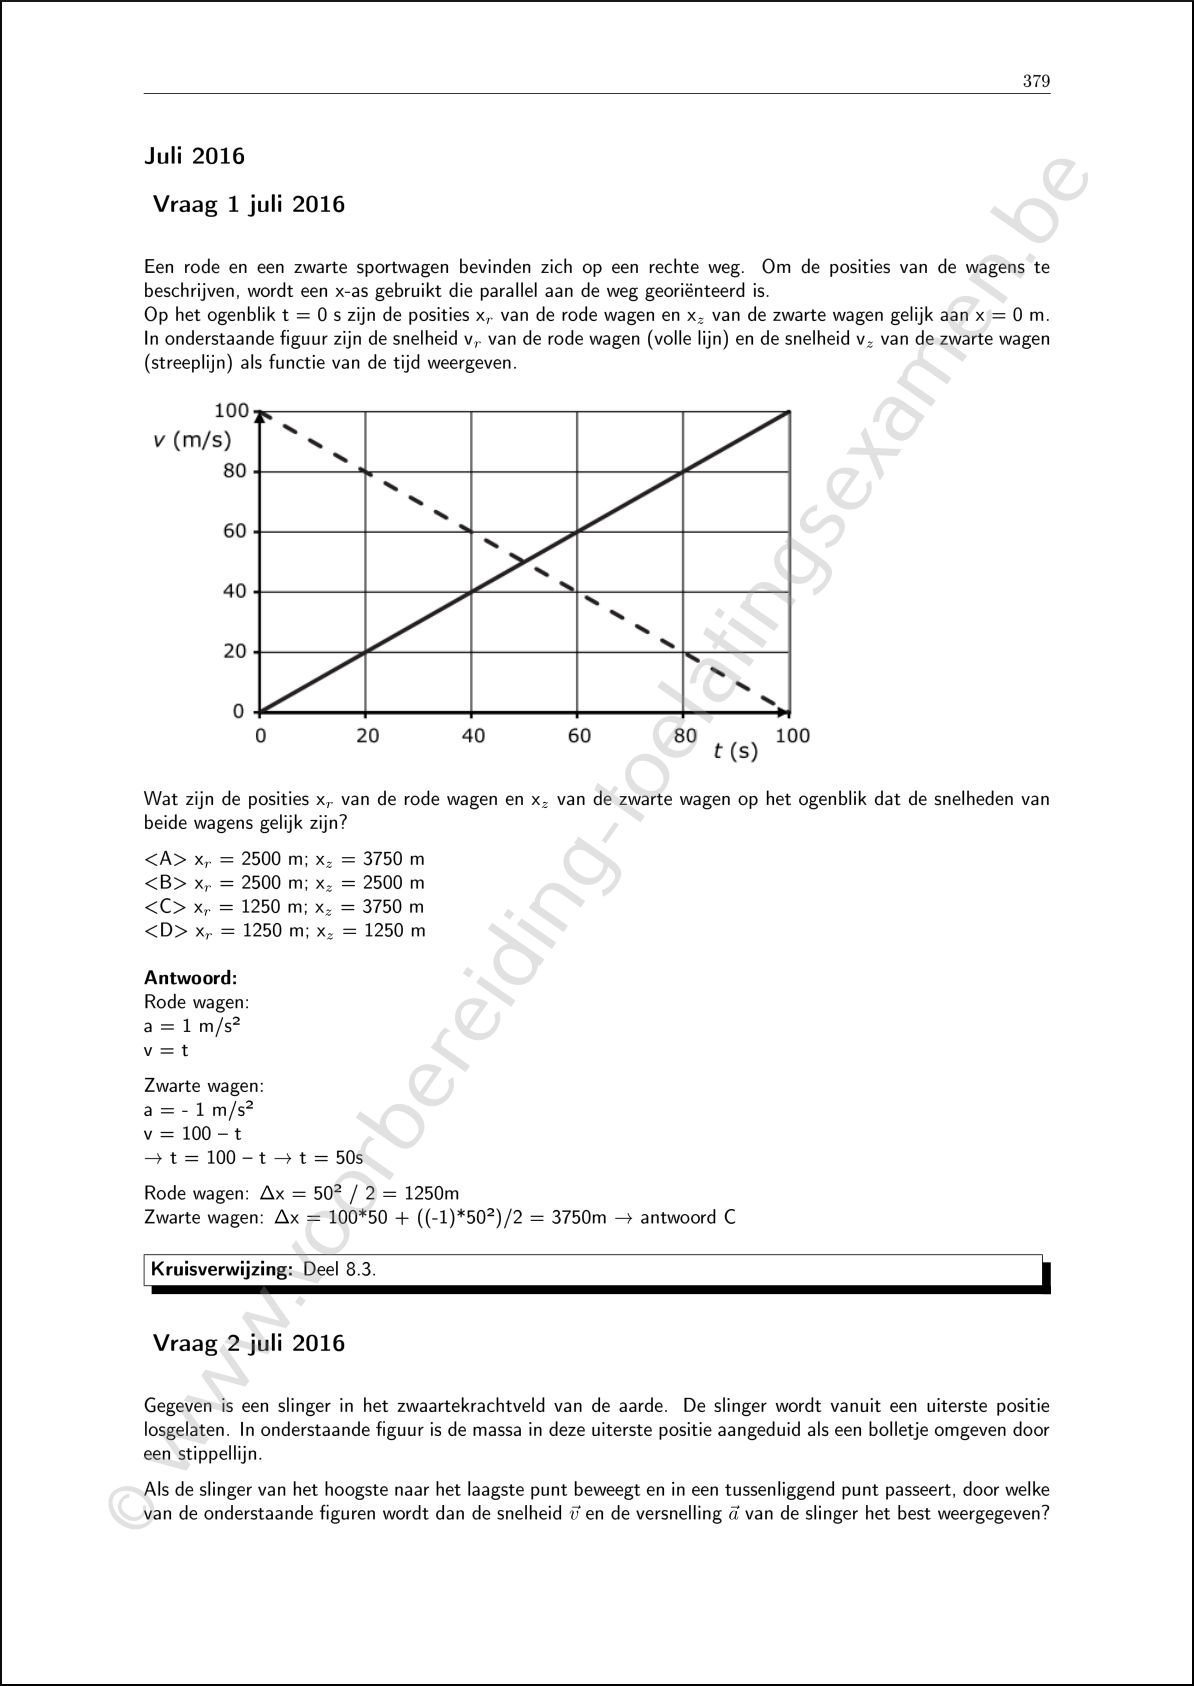 379
Juli 2016
Vraag 1 juli 2016
Een rode en een zwarte sportwagen bevinden zich op een rechte weg. Om de posities van de wagens te
beschrijven, wordt een x-as gebruikt die parallel aan de weg georiënteerd is.
Op het ogenblik t = 0 s zijn de posities xᵣ van de rode wagen en x_z van de zwarte wagen gelijk aan x = 0 m.
In onderstaande figuur zijn de snelheid vᵣ van de rode wagen (volle lijn) en de snelheid v_z van de zwarte wagen
(streeplijn) als functie van de tijd weergeven.
100
v (m/s)
80
60
40
20
0
0 20 40 60 80 100
t (s)
Wat zijn de posities xᵣ van de rode wagen en x_z van de zwarte wagen op het ogenblik dat de snelheden van
beide wagens gelijk zijn?
<A> xᵣ = 2500 m; x_z = 3750 m
<B> xᵣ = 2500 m; x_z = 2500 m
<C> xᵣ = 1250 m; x_z = 3750 m
<D> xᵣ = 1250 m; x_z = 1250 m
Antwoord:
Rode wagen:
a = 1 m/s²
v = t
Zwarte wagen:
a = - 1 m/s²
v = 100 – t
→ t = 100 – t → t = 50s
Rode wagen: Δx = 50² / 2 = 1250m
Zwarte wagen: Δx = 100*50 + ((-1)*50²)/2 = 3750m → antwoord C
Kruisverwijzing: Deel 8.3.
Vraag 2 juli 2016
Gegeven is een slinger in het zwaartekrachtveld van de aarde. De slinger wordt vanuit een uiterste positie
losgelaten. In onderstaande figuur is de massa in deze uiterste positie aangeduid als een bolletje omgeven door
een stippellijn.
Als de slinger van het hoogste naar het laagste punt beweegt en in een tussenliggend punt passeert, door welke
van de onderstaande figuren wordt dan de snelheid v⃗ en de versnelling a⃗ van de slinger het best weergegeven?
© www.voorbereiding-toelatingsexamen.be